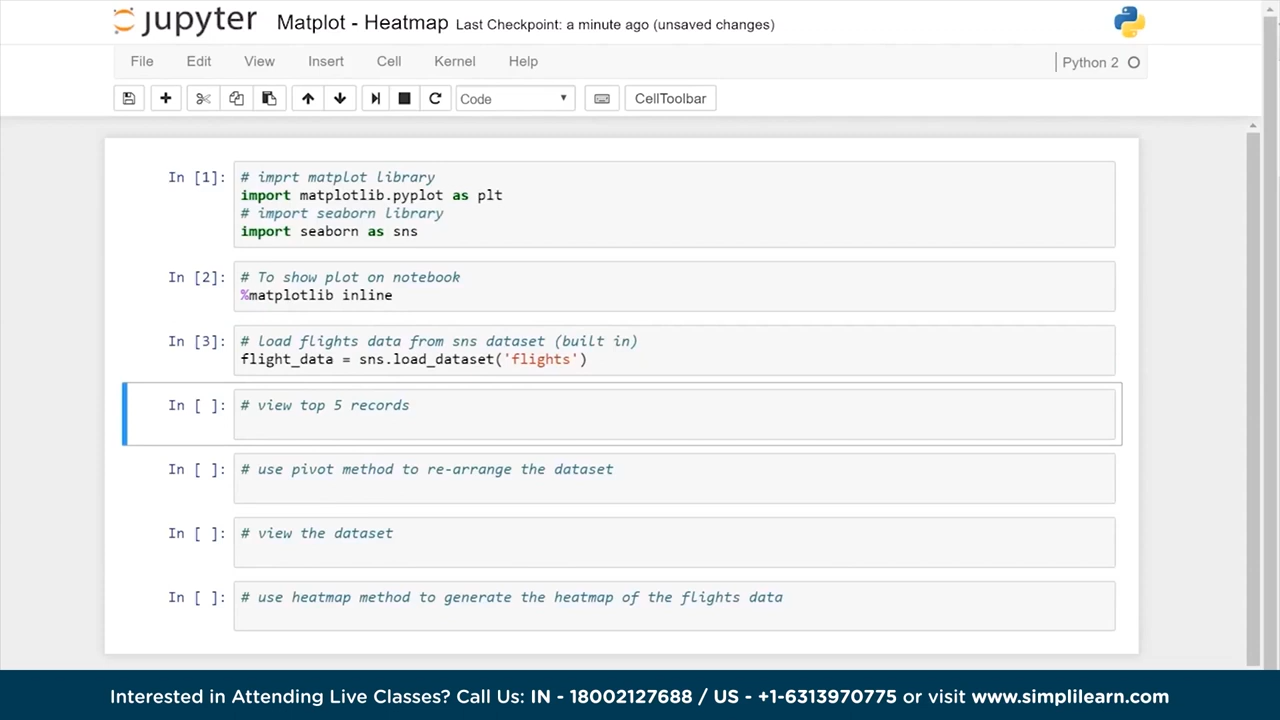 jupyter Matplot - Heatmap Last Checkpoint: a minute ago (unsaved changes)
File Edit View Insert Cell Kernel Help Python 2
Code CellToolbar
In [1]: # imprt matplot library
import matplotlib.pyplot as plt
# import seaborn library
import seaborn as sns
In [2]: # To show plot on notebook
%matplotlib inline
In [3]: # load flights data from sns dataset (built in)
flight_data = sns.load_dataset('flights')
In [ ]: # view top 5 records
In [ ]: # use pivot method to re-arrange the dataset
In [ ]: # view the dataset
In [ ]: # use heatmap method to generate the heatmap of the flights data
Interested in Attending Live Classes? Call Us: IN - 18002127688 / US - +1-6313970775 or visit www.simplilearn.com